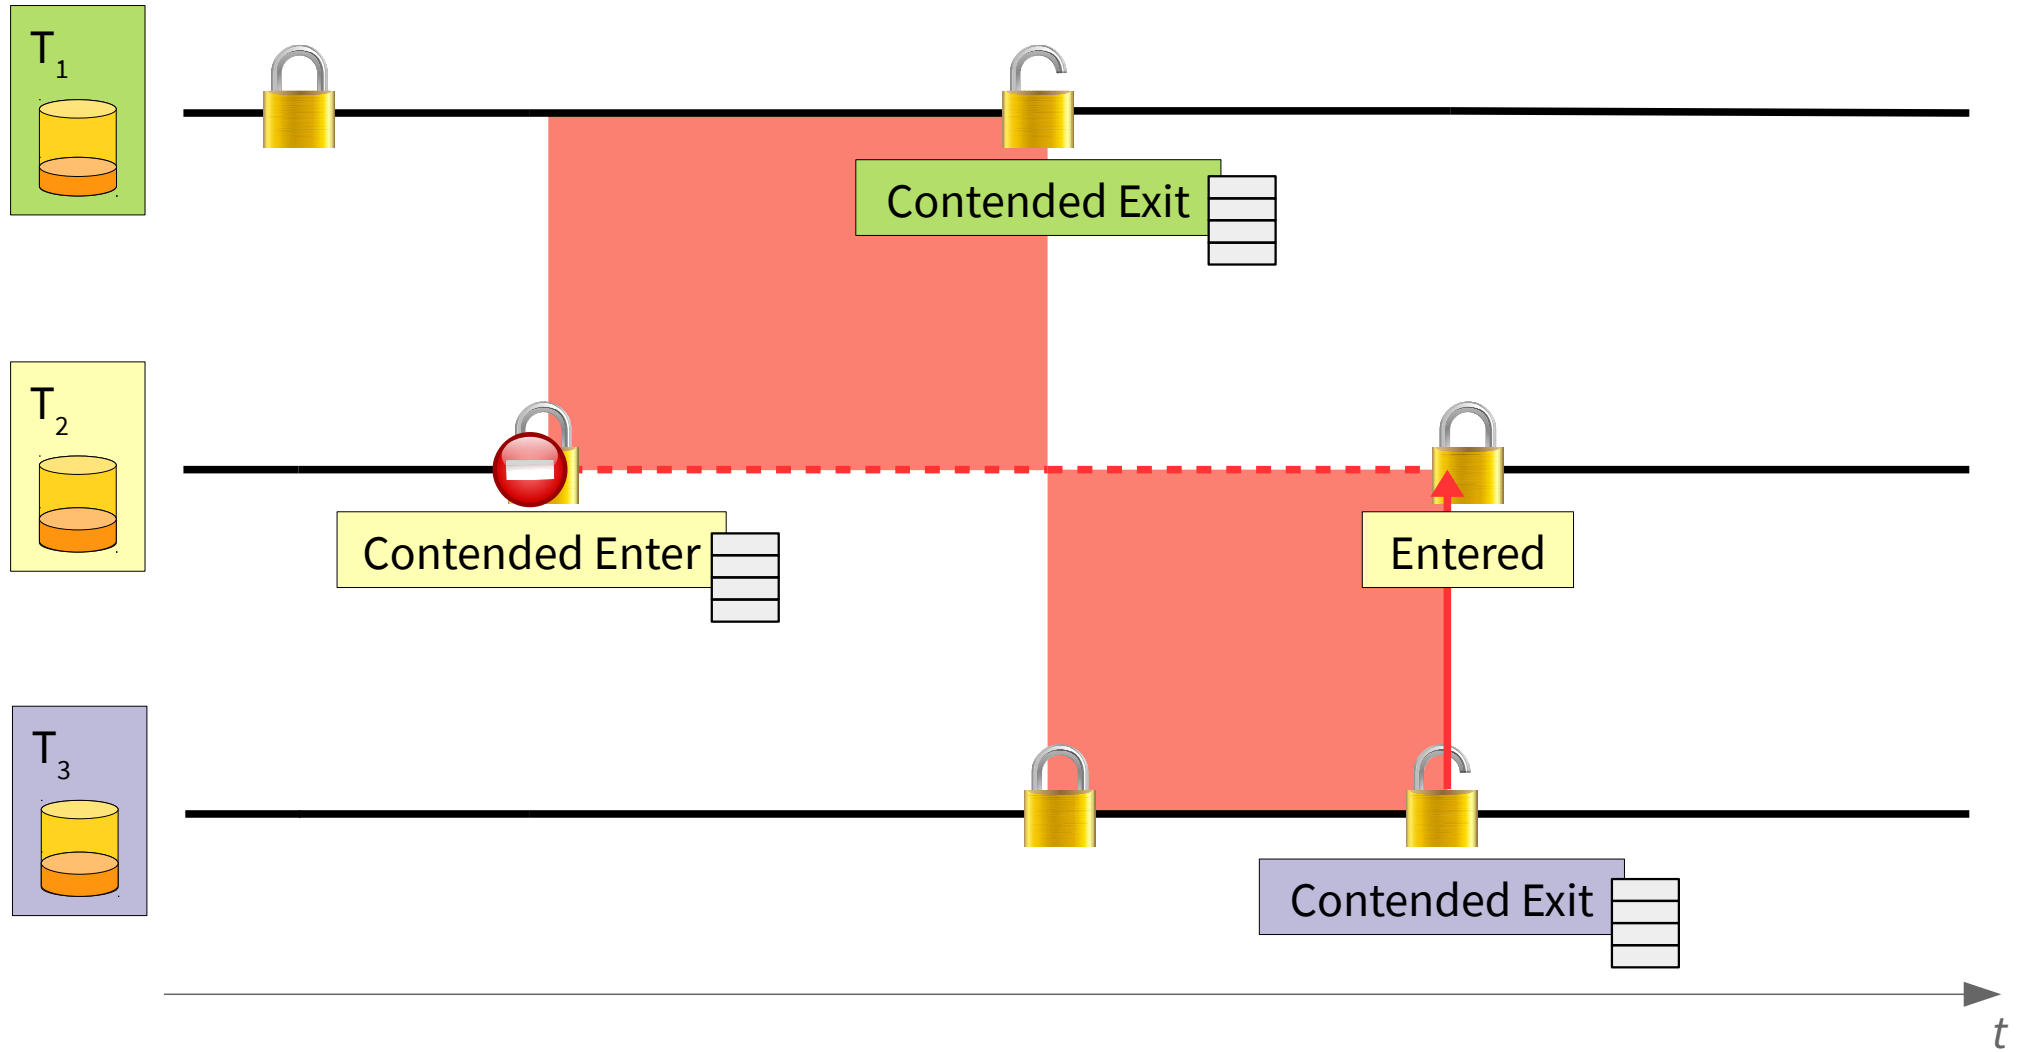 T1
Contended Exit
T2
Contended Enter
Entered
T3
Contended Exit
t